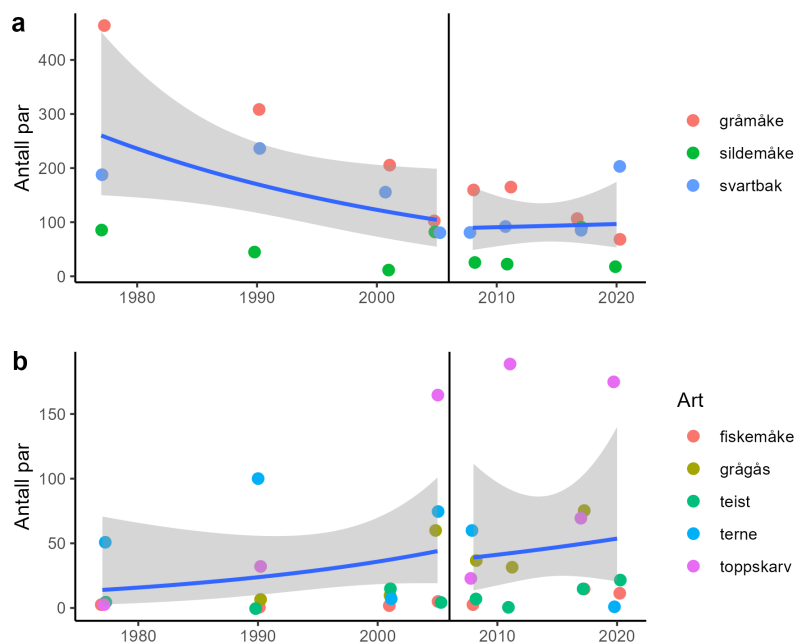 a
Antall par
400
300
200
100
0
1980
1990
2000
2010
2020
gråmåke
sildemåke
svartbak
b
Antall par
150
100
50
0
1980
1990
2000
2010
2020
Art
fiskemåke
grågås
teist
terne
toppskarv